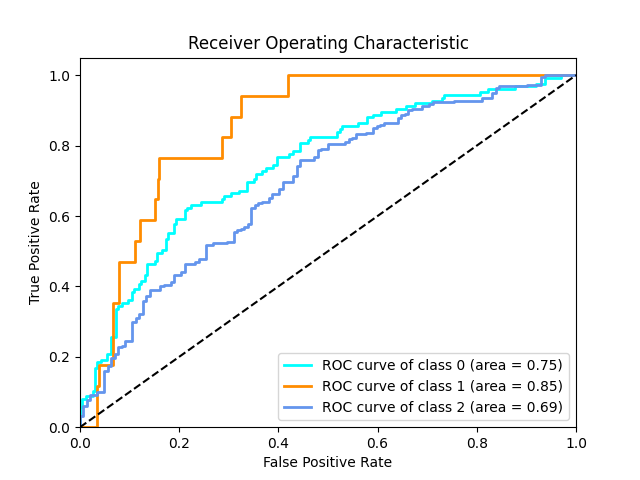 Receiver Operating Characteristic
1.0
0.8
0.6
0.4
0.2
0.0
True Positive Rate
ROC curve of class 0 (area = 0.75)
ROC curve of class 1 (area = 0.85)
ROC curve of class 2 (area = 0.69)
0.0 0.2 0.4 0.6 0.8 1.0
False Positive Rate